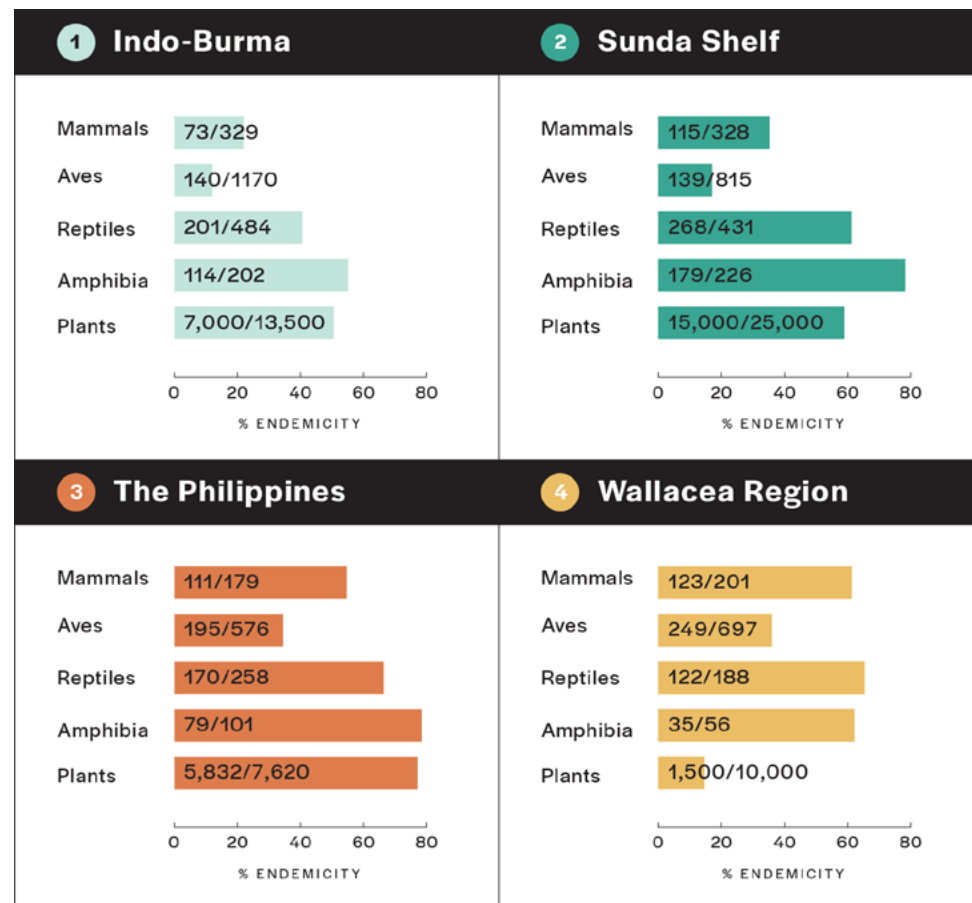 1 Indo-Burma
Mammals 73/329
Aves 140/1170
Reptiles 201/484
Amphibia 114/202
Plants 7,000/13,500
0 20 40 60 80
% ENDEMICITY
2 Sunda Shelf
Mammals 115/328
Aves 139/815
Reptiles 268/431
Amphibia 179/226
Plants 15,000/25,000
0 20 40 60 80
% ENDEMICITY
3 The Philippines
Mammals 111/179
Aves 195/576
Reptiles 170/258
Amphibia 79/101
Plants 5,832/7,620
0 20 40 60 80
% ENDEMICITY
4 Wallacea Region
Mammals 123/201
Aves 249/697
Reptiles 122/188
Amphibia 35/56
Plants 1,500/10,000
0 20 40 60 80
% ENDEMICITY